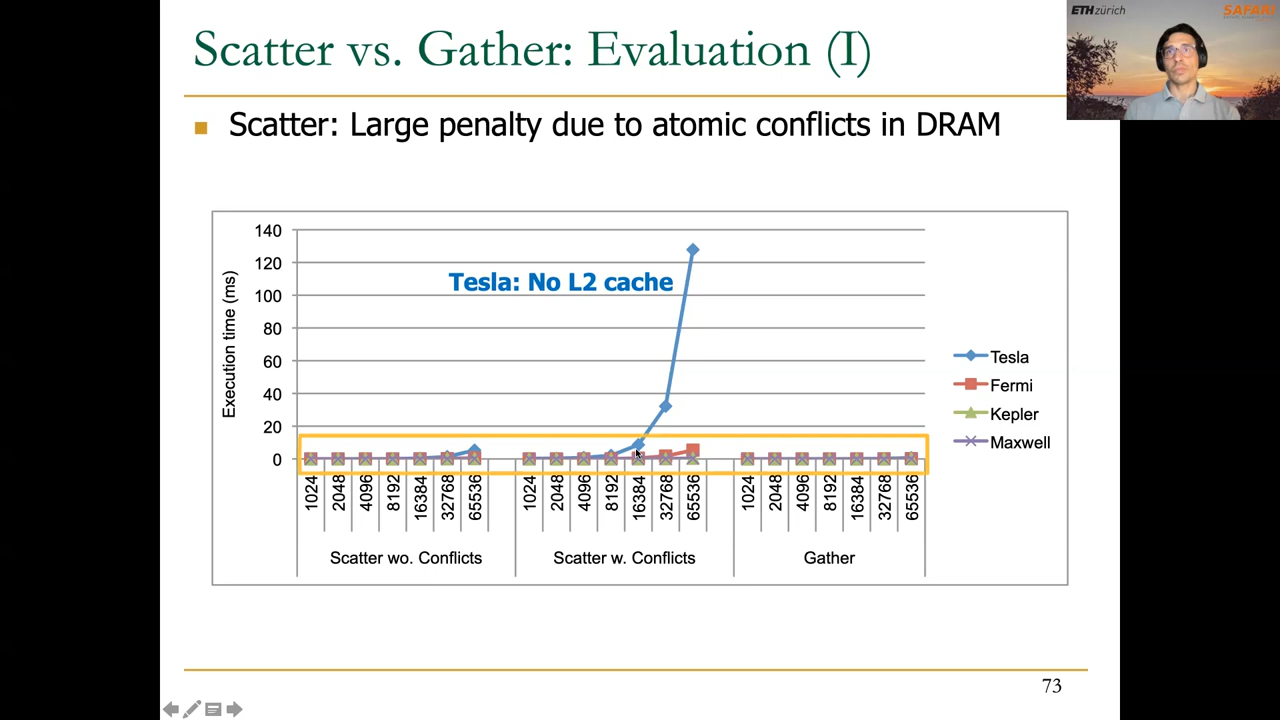 Scatter vs. Gather: Evaluation (I)
ETHzürich
SAFARI
Scatter: Large penalty due to atomic conflicts in DRAM
Execution time (ms)
140
120
100
80
60
40
20
0
Tesla: No L2 cache
Tesla
Fermi
Kepler
Maxwell
1024 2048 4096 8192 16384 32768 65536 1024 2048 4096 8192 16384 32768 65536 1024 2048 4096 8192 16384 32768 65536
Scatter wo. Conflicts Scatter w. Conflicts Gather
73